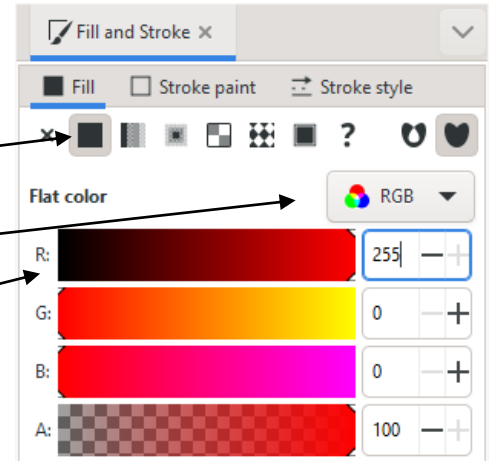 Fill and Stroke
Fill Stroke paint Stroke style
?
Flat color RGB
R: 255
G: 0
B: 0
A: 100